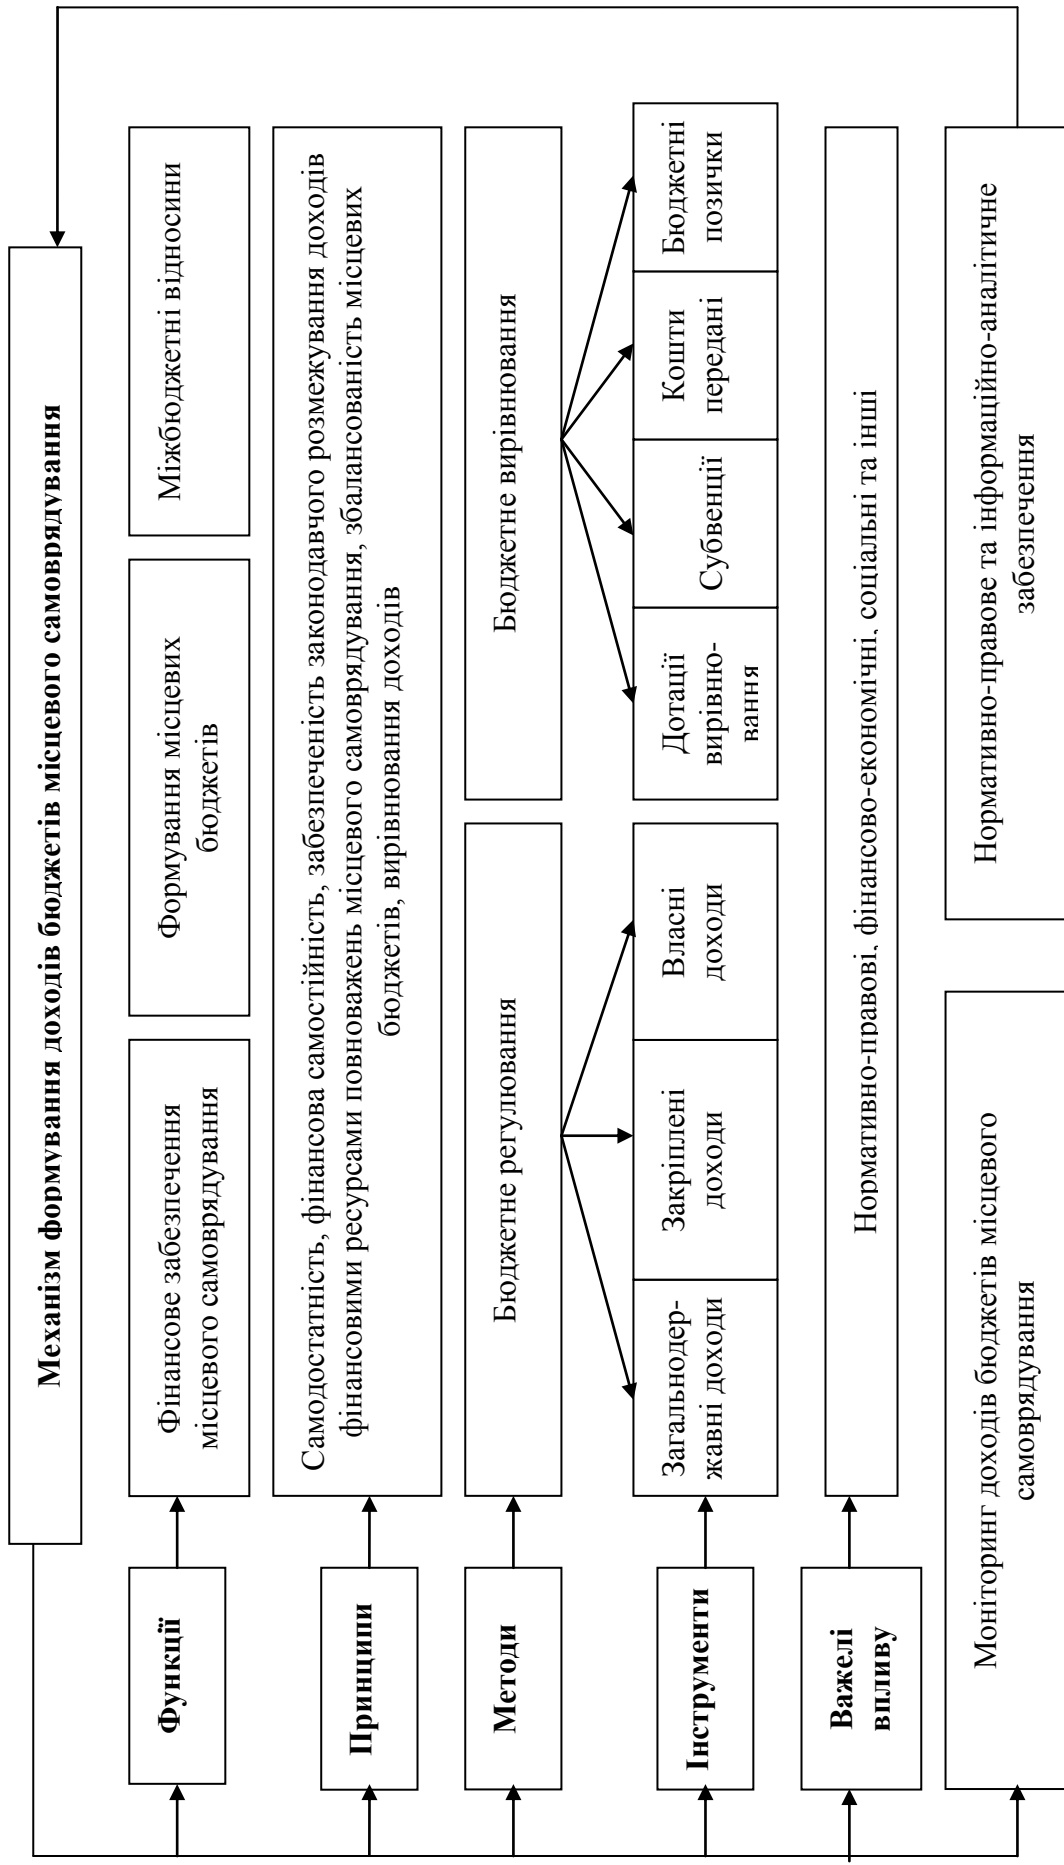 Механізм формування доходів бюджетів місцевого самоврядування
Функції
Фінансове забезпечення
місцевого самоврядування
Формування місцевих
бюджетів
Міжбюджетні відносини
Принципи
Самодостатність, фінансова самостійність, забезпеченість законодавчого розмежування доходів
фінансовими ресурсами повноважень місцевого самоврядування, збалансованість місцевих
бюджетів, вирівнювання доходів
Методи
Бюджетне регулювання
Бюджетне вирівнювання
Інструменти
Загальнодер-
жавні доходи
Закріплені
доходи
Власні
доходи
Дотації
вирівню-
вання
Субвенції
Кошти
передані
Бюджетні
позички
Важелі
впливу
Нормативно-правові, фінансово-економічні, соціальні та інші
Моніторинг доходів бюджетів місцевого
самоврядування
Нормативно-правове та інформаційно-аналітичне
забезпечення